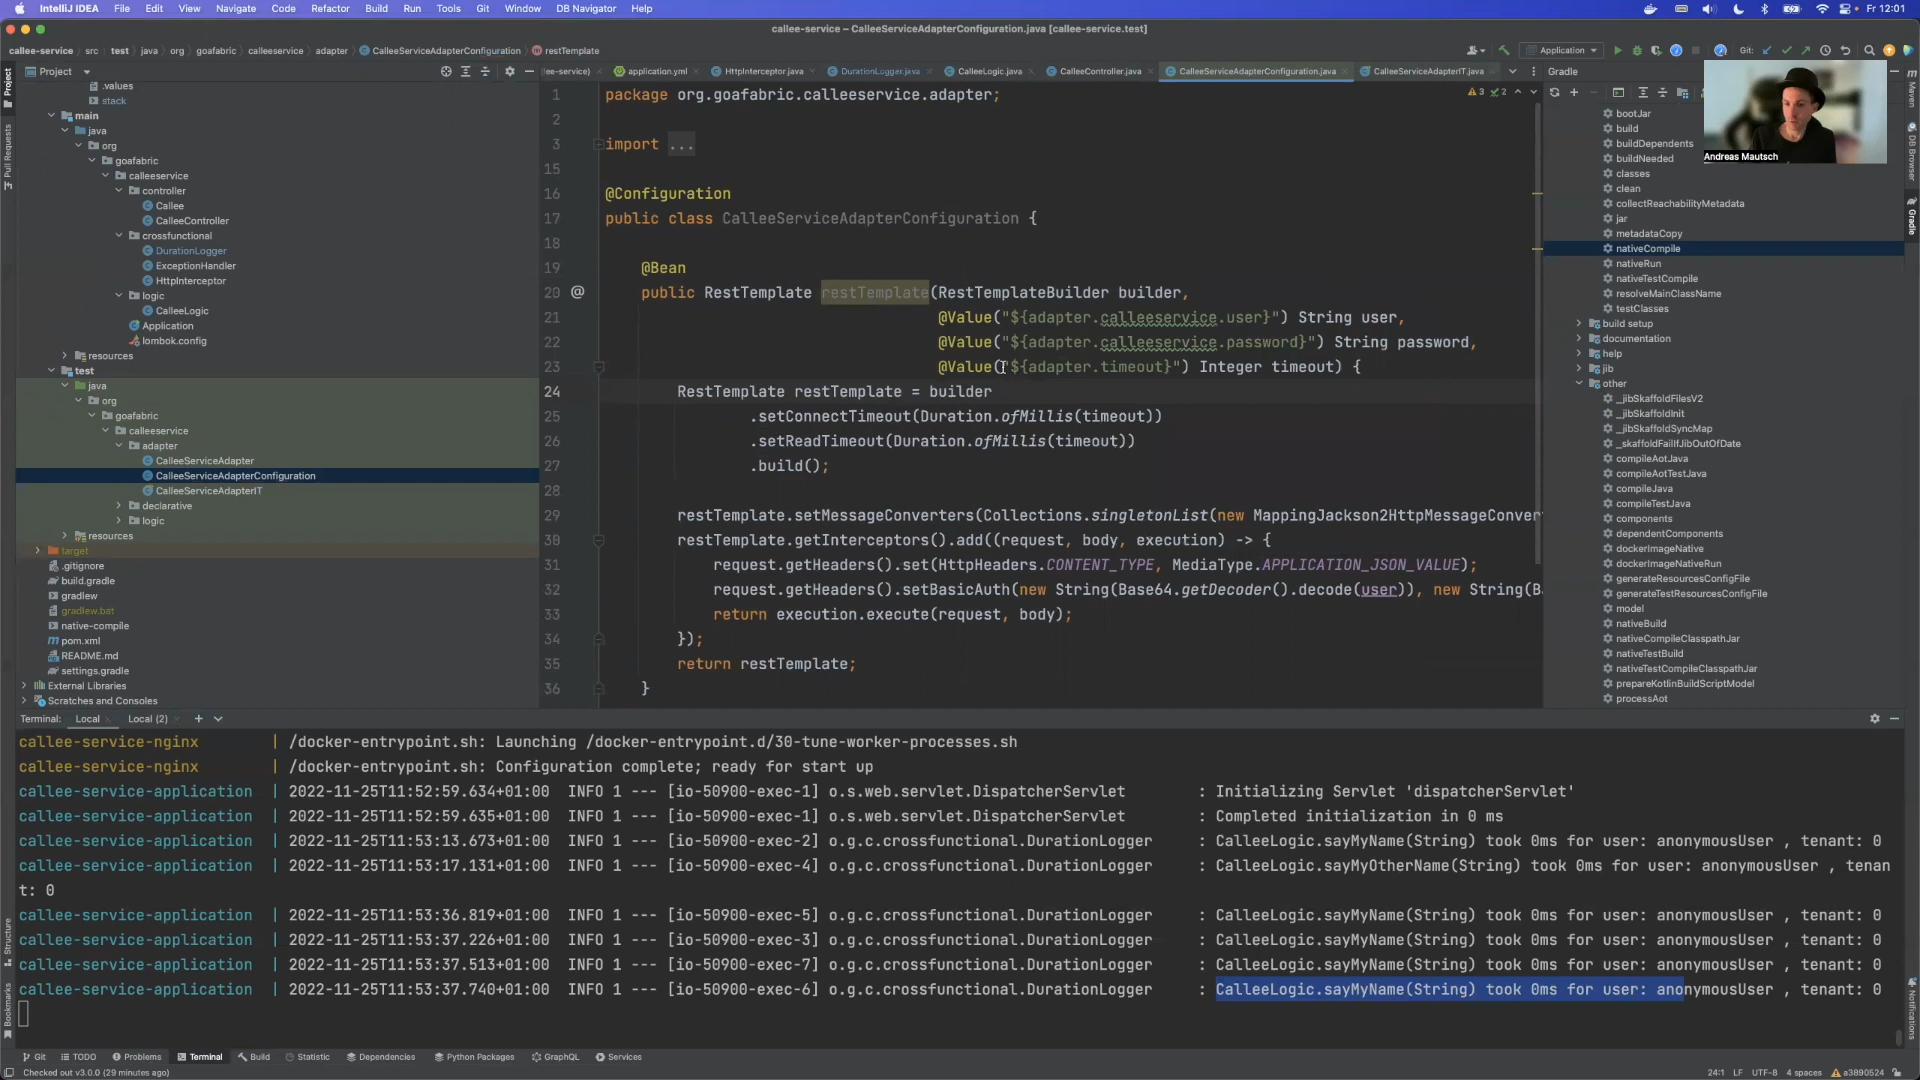 IntelliJ IDEA File Edit View Navigate Code Refactor Build Run Tools Git Window DB Navigator Help Fr 12:01
callee-service – CalleeServiceAdapterConfiguration.java [callee-service.test]
callee-service src test java org goafabric calleeservice adapter CalleeServiceAdapterConfiguration restTemplate Application Git:
Project lee-service) application.yml HttpInterceptor.java DurationLogger.java CalleeLogic.java CalleeController.java CalleeServiceAdapterConfiguration.java CalleeServiceAdapterIT.java Gradle
.values
stack
main
java
org
goafabric
calleeservice
controller
Callee
CalleeController
crossfunctional
DurationLogger
ExceptionHandler
HttpInterceptor
logic
CalleeLogic
Application
lombok.config
resources
test
java
org
goafabric
calleeservice
adapter
CalleeServiceAdapter
CalleeServiceAdapterConfiguration
CalleeServiceAdapterIT
declarative
logic
resources
target
.gitignore
build.gradle
gradlew
gradlew.bat
native-compile
pom.xml
README.md
settings.gradle
External Libraries
Scratches and Consoles
Project
Pull Requests
Structure
Bookmarks
3 2
1 package org.goafabric.calleeservice.adapter;
2
3 import ...
15
16 @Configuration
17 public class CalleeServiceAdapterConfiguration {
18
19 @Bean
20 @ public RestTemplate restTemplate(RestTemplateBuilder builder,
21 @Value("${adapter.calleeservice.user}") String user,
22 @Value("${adapter.calleeservice.password}") String password,
23 @Value("${adapter.timeout}") Integer timeout) {
24 RestTemplate restTemplate = builder
25 .setConnectTimeout(Duration.ofMillis(timeout))
26 .setReadTimeout(Duration.ofMillis(timeout))
27 .build();
28
29 restTemplate.setMessageConverters(Collections.singletonList(new MappingJackson2HttpMessageConver
30 restTemplate.getInterceptors().add((request, body, execution) -> {
31 request.getHeaders().set(HttpHeaders.CONTENT_TYPE, MediaType.APPLICATION_JSON_VALUE);
32 request.getHeaders().setBasicAuth(new String(Base64.getDecoder().decode(user)), new String(Ba
33 return execution.execute(request, body);
34 });
35 return restTemplate;
36 }
bootJar
build
buildDependents
buildNeeded
classes
clean
collectReachabilityMetadata
jar
metadataCopy
nativeCompile
nativeRun
nativeTestCompile
resolveMainClassName
testClasses
build setup
documentation
help
jib
other
_jibSkaffoldFilesV2
_jibSkaffoldInit
_jibSkaffoldSyncMap
_skaffoldFailIfJibOutOfDate
compileAotJava
compileAotTestJava
compileJava
compileTestJava
components
dependentComponents
dockerImageNative
dockerImageNativeRun
generateResourcesConfigFile
generateTestResourcesConfigFile
model
nativeBuild
nativeCompileClasspathJar
nativeTestBuild
nativeTestCompileClasspathJar
prepareKotlinBuildScriptModel
processAot
Andreas Mautsch
Maven
DB Browser
Gradle
Notifications
Terminal: Local Local (2)
callee-service-nginx | /docker-entrypoint.sh: Launching /docker-entrypoint.d/30-tune-worker-processes.sh
callee-service-nginx | /docker-entrypoint.sh: Configuration complete; ready for start up
callee-service-application | 2022-11-25T11:52:59.634+01:00 INFO 1 --- [io-50900-exec-1] o.s.web.servlet.DispatcherServlet : Initializing Servlet 'dispatcherServlet'
callee-service-application | 2022-11-25T11:52:59.635+01:00 INFO 1 --- [io-50900-exec-1] o.s.web.servlet.DispatcherServlet : Completed initialization in 0 ms
callee-service-application | 2022-11-25T11:53:13.673+01:00 INFO 1 --- [io-50900-exec-2] o.g.c.crossfunctional.DurationLogger : CalleeLogic.sayMyName(String) took 0ms for user: anonymousUser , tenant: 0
callee-service-application | 2022-11-25T11:53:17.131+01:00 INFO 1 --- [io-50900-exec-4] o.g.c.crossfunctional.DurationLogger : CalleeLogic.sayMyOtherName(String) took 0ms for user: anonymousUser , tenan
t: 0
callee-service-application | 2022-11-25T11:53:36.819+01:00 INFO 1 --- [io-50900-exec-5] o.g.c.crossfunctional.DurationLogger : CalleeLogic.sayMyName(String) took 0ms for user: anonymousUser , tenant: 0
callee-service-application | 2022-11-25T11:53:37.226+01:00 INFO 1 --- [io-50900-exec-3] o.g.c.crossfunctional.DurationLogger : CalleeLogic.sayMyName(String) took 0ms for user: anonymousUser , tenant: 0
callee-service-application | 2022-11-25T11:53:37.513+01:00 INFO 1 --- [io-50900-exec-7] o.g.c.crossfunctional.DurationLogger : CalleeLogic.sayMyName(String) took 0ms for user: anonymousUser , tenant: 0
callee-service-application | 2022-11-25T11:53:37.740+01:00 INFO 1 --- [io-50900-exec-6] o.g.c.crossfunctional.DurationLogger : CalleeLogic.sayMyName(String) took 0ms for user: anonymousUser , tenant: 0
Git TODO Problems Terminal Build Statistic Dependencies Python Packages GraphQL Services
Checked out v3.0.0 (29 minutes ago) 24:1 LF UTF-8 4 spaces a3890524